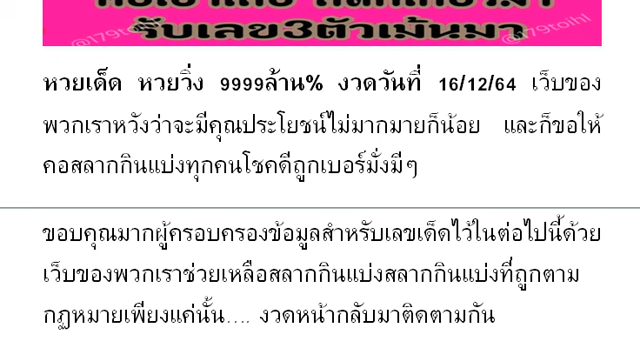 รับเลข3ตัวเม้นมา
@179toihl
หวยเด็ด หวยวิ่ง 9999ล้าน% งวดวันที่ 16/12/64 เว็บของ
พวกเราหวังว่าจะมีคุณประโยชน์ไม่มากมายก็น้อย และก็ขอให้
คอสลากกินแบ่งทุกคนโชคดีถูกเบอร์มั่งมีๆ
ขอบคุณมากผู้ครอบครองข้อมูลสำหรับเลขเด็ดไว้ในต่อไปนี้ด้วย
เว็บของพวกเราช่วยเหลือสลากกินแบ่งสลากกินแบ่งที่ถูกตาม
กฏหมายเพียงแค่นั้น…. งวดหน้ากลับมาติดตามกัน